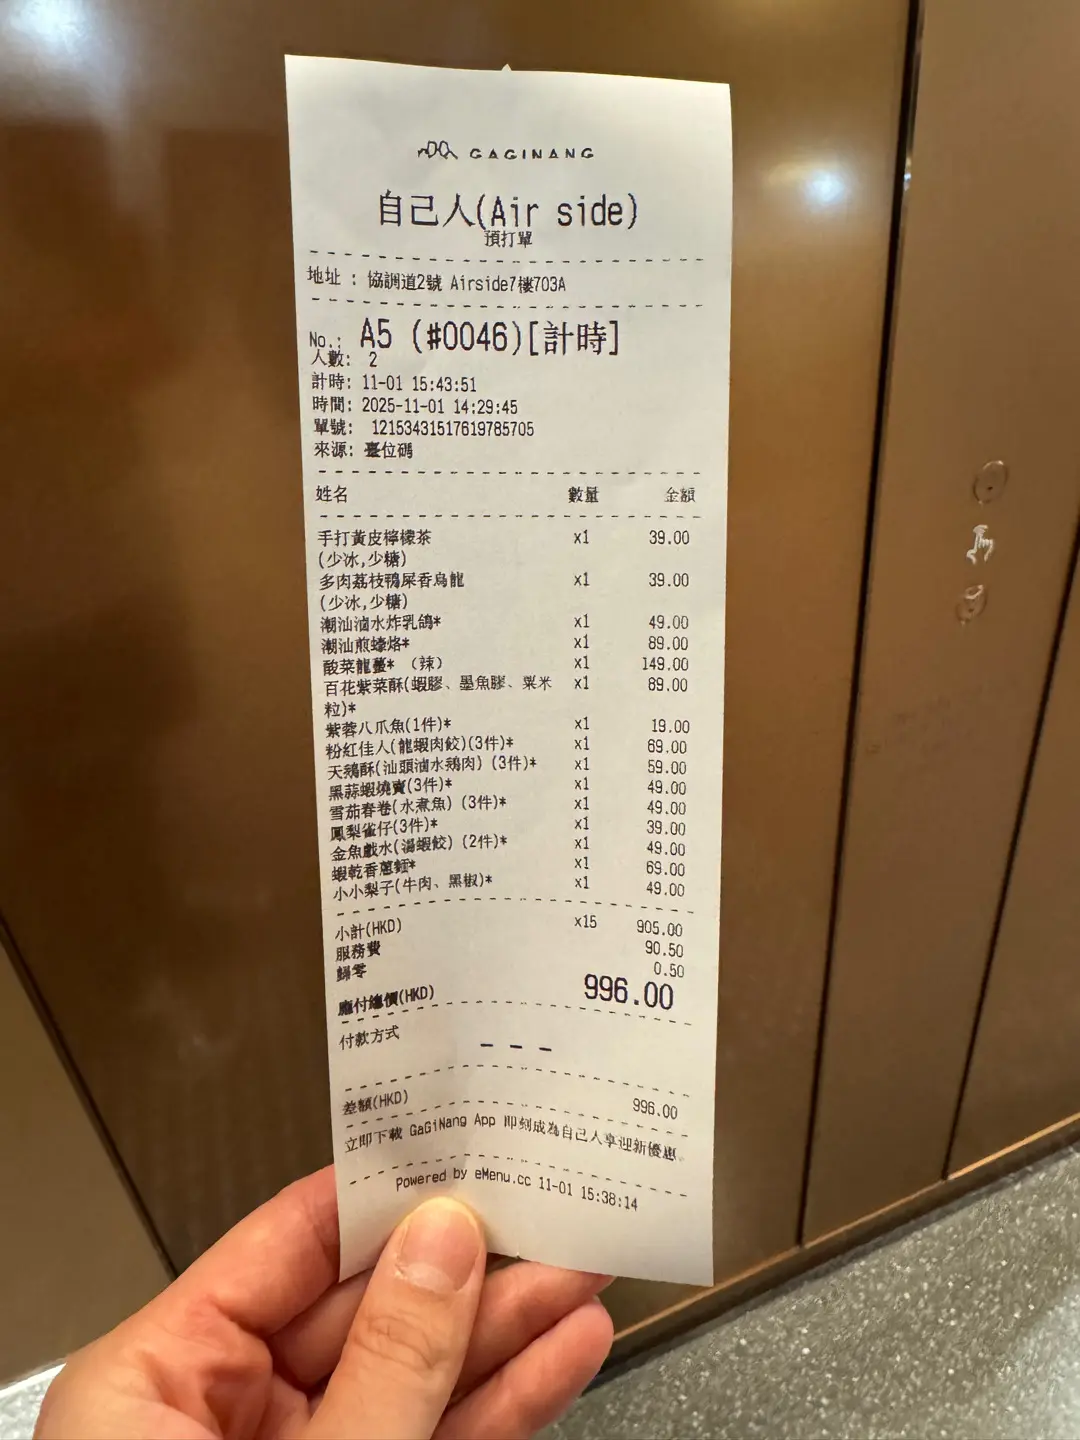 GAGINANG
自己人(Air side)
預打單
地址 : 協調道2號 Airside7樓703A
No.: A5 (#0046)[計時]
人數: 2
計時: 11-01 15:43:51
時間: 2025-11-01 14:29:45
單號: 12153431517619785705
來源: 臺位碼
姓名 數量 金額
手打黃皮檸檬茶 x1 39.00
(少冰,少糖)
多肉荔枝鴨屎香烏龍 x1 39.00
(少冰,少糖)
潮汕滷水炸乳鴿* x1 49.00
潮汕煎蠔烙* x1 89.00
酸菜龍躉* (辣) x1 149.00
百花紫菜酥(蝦膠、墨魚膠、粟米 x1 89.00
粒)*
紫蓉八爪魚(1件)* x1 19.00
粉紅佳人(龍蝦肉餃)(3件)* x1 69.00
天鵝酥(汕頭滷水鵝肉) (3件)* x1 59.00
黑蒜蝦燒賣(3件)* x1 49.00
雪茄春卷(水煮魚) (3件)* x1 49.00
鳳梨雀仔(3件)* x1 39.00
金魚戲水(湯蝦餃) (2件)* x1 49.00
蝦乾香蔥麵* x1 69.00
小小梨子(牛肉、黑椒)* x1 49.00
小計(HKD) x15 905.00
服務費 90.50
歸零 0.50
應付總價(HKD) 996.00
付款方式
---
差額(HKD) 996.00
立即下載 GaGiNang App 即刻成為自己人享迎新優惠。
Powered by eMenu.cc 11-01 15:38:14